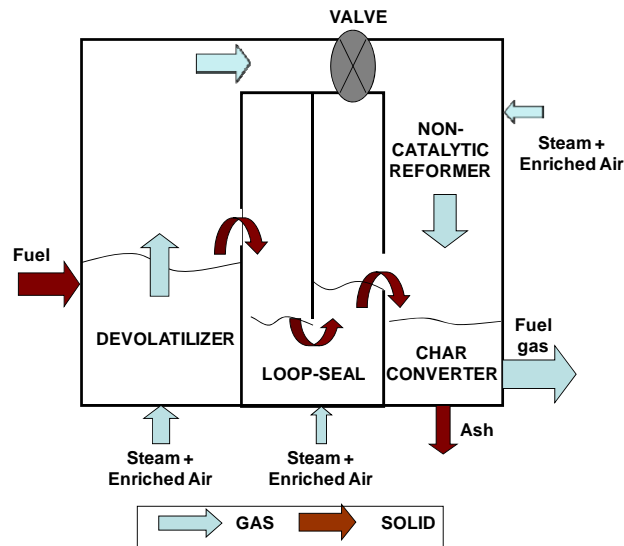 VALVE
NON-
CATALYTIC
REFORMER
Steam +
Enriched Air
Fuel
DEVOLATILIZER
LOOP-SEAL
CHAR
CONVERTER
Fuel
gas
Ash
Steam +
Enriched Air
Steam +
Enriched Air
GAS
SOLID